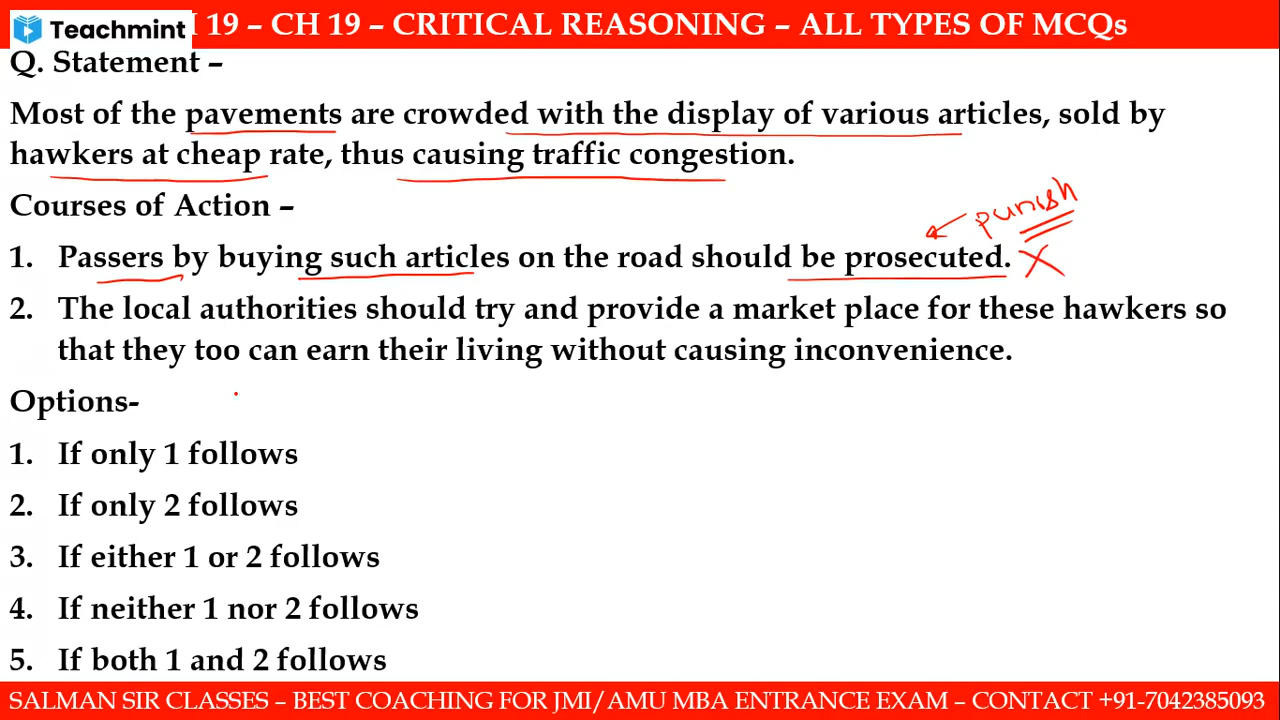 19 – CH 19 – CRITICAL REASONING – ALL TYPES OF MCQs
Teachmint
Q. Statement –
Most of the pavements are crowded with the display of various articles, sold by
hawkers at cheap rate, thus causing traffic congestion.
Courses of Action –
punish
1. Passers by buying such articles on the road should be prosecuted. X
2. The local authorities should try and provide a market place for these hawkers so
that they too can earn their living without causing inconvenience.
Options-
1. If only 1 follows
2. If only 2 follows
3. If either 1 or 2 follows
4. If neither 1 nor 2 follows
5. If both 1 and 2 follows
SALMAN SIR CLASSES – BEST COACHING FOR JMI/AMU MBA ENTRANCE EXAM – CONTACT +91-7042385093